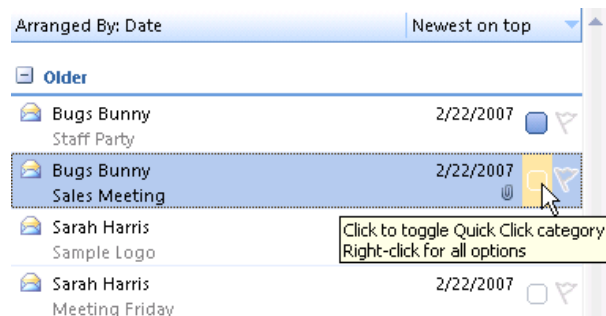 Arranged By: Date Newest on top
Older
Bugs Bunny 2/22/2007
Staff Party
Bugs Bunny 2/22/2007
Sales Meeting
Sarah Harris
Click to toggle Quick Click category
Sample Logo
Right-click for all options
Sarah Harris 2/22/2007
Meeting Friday